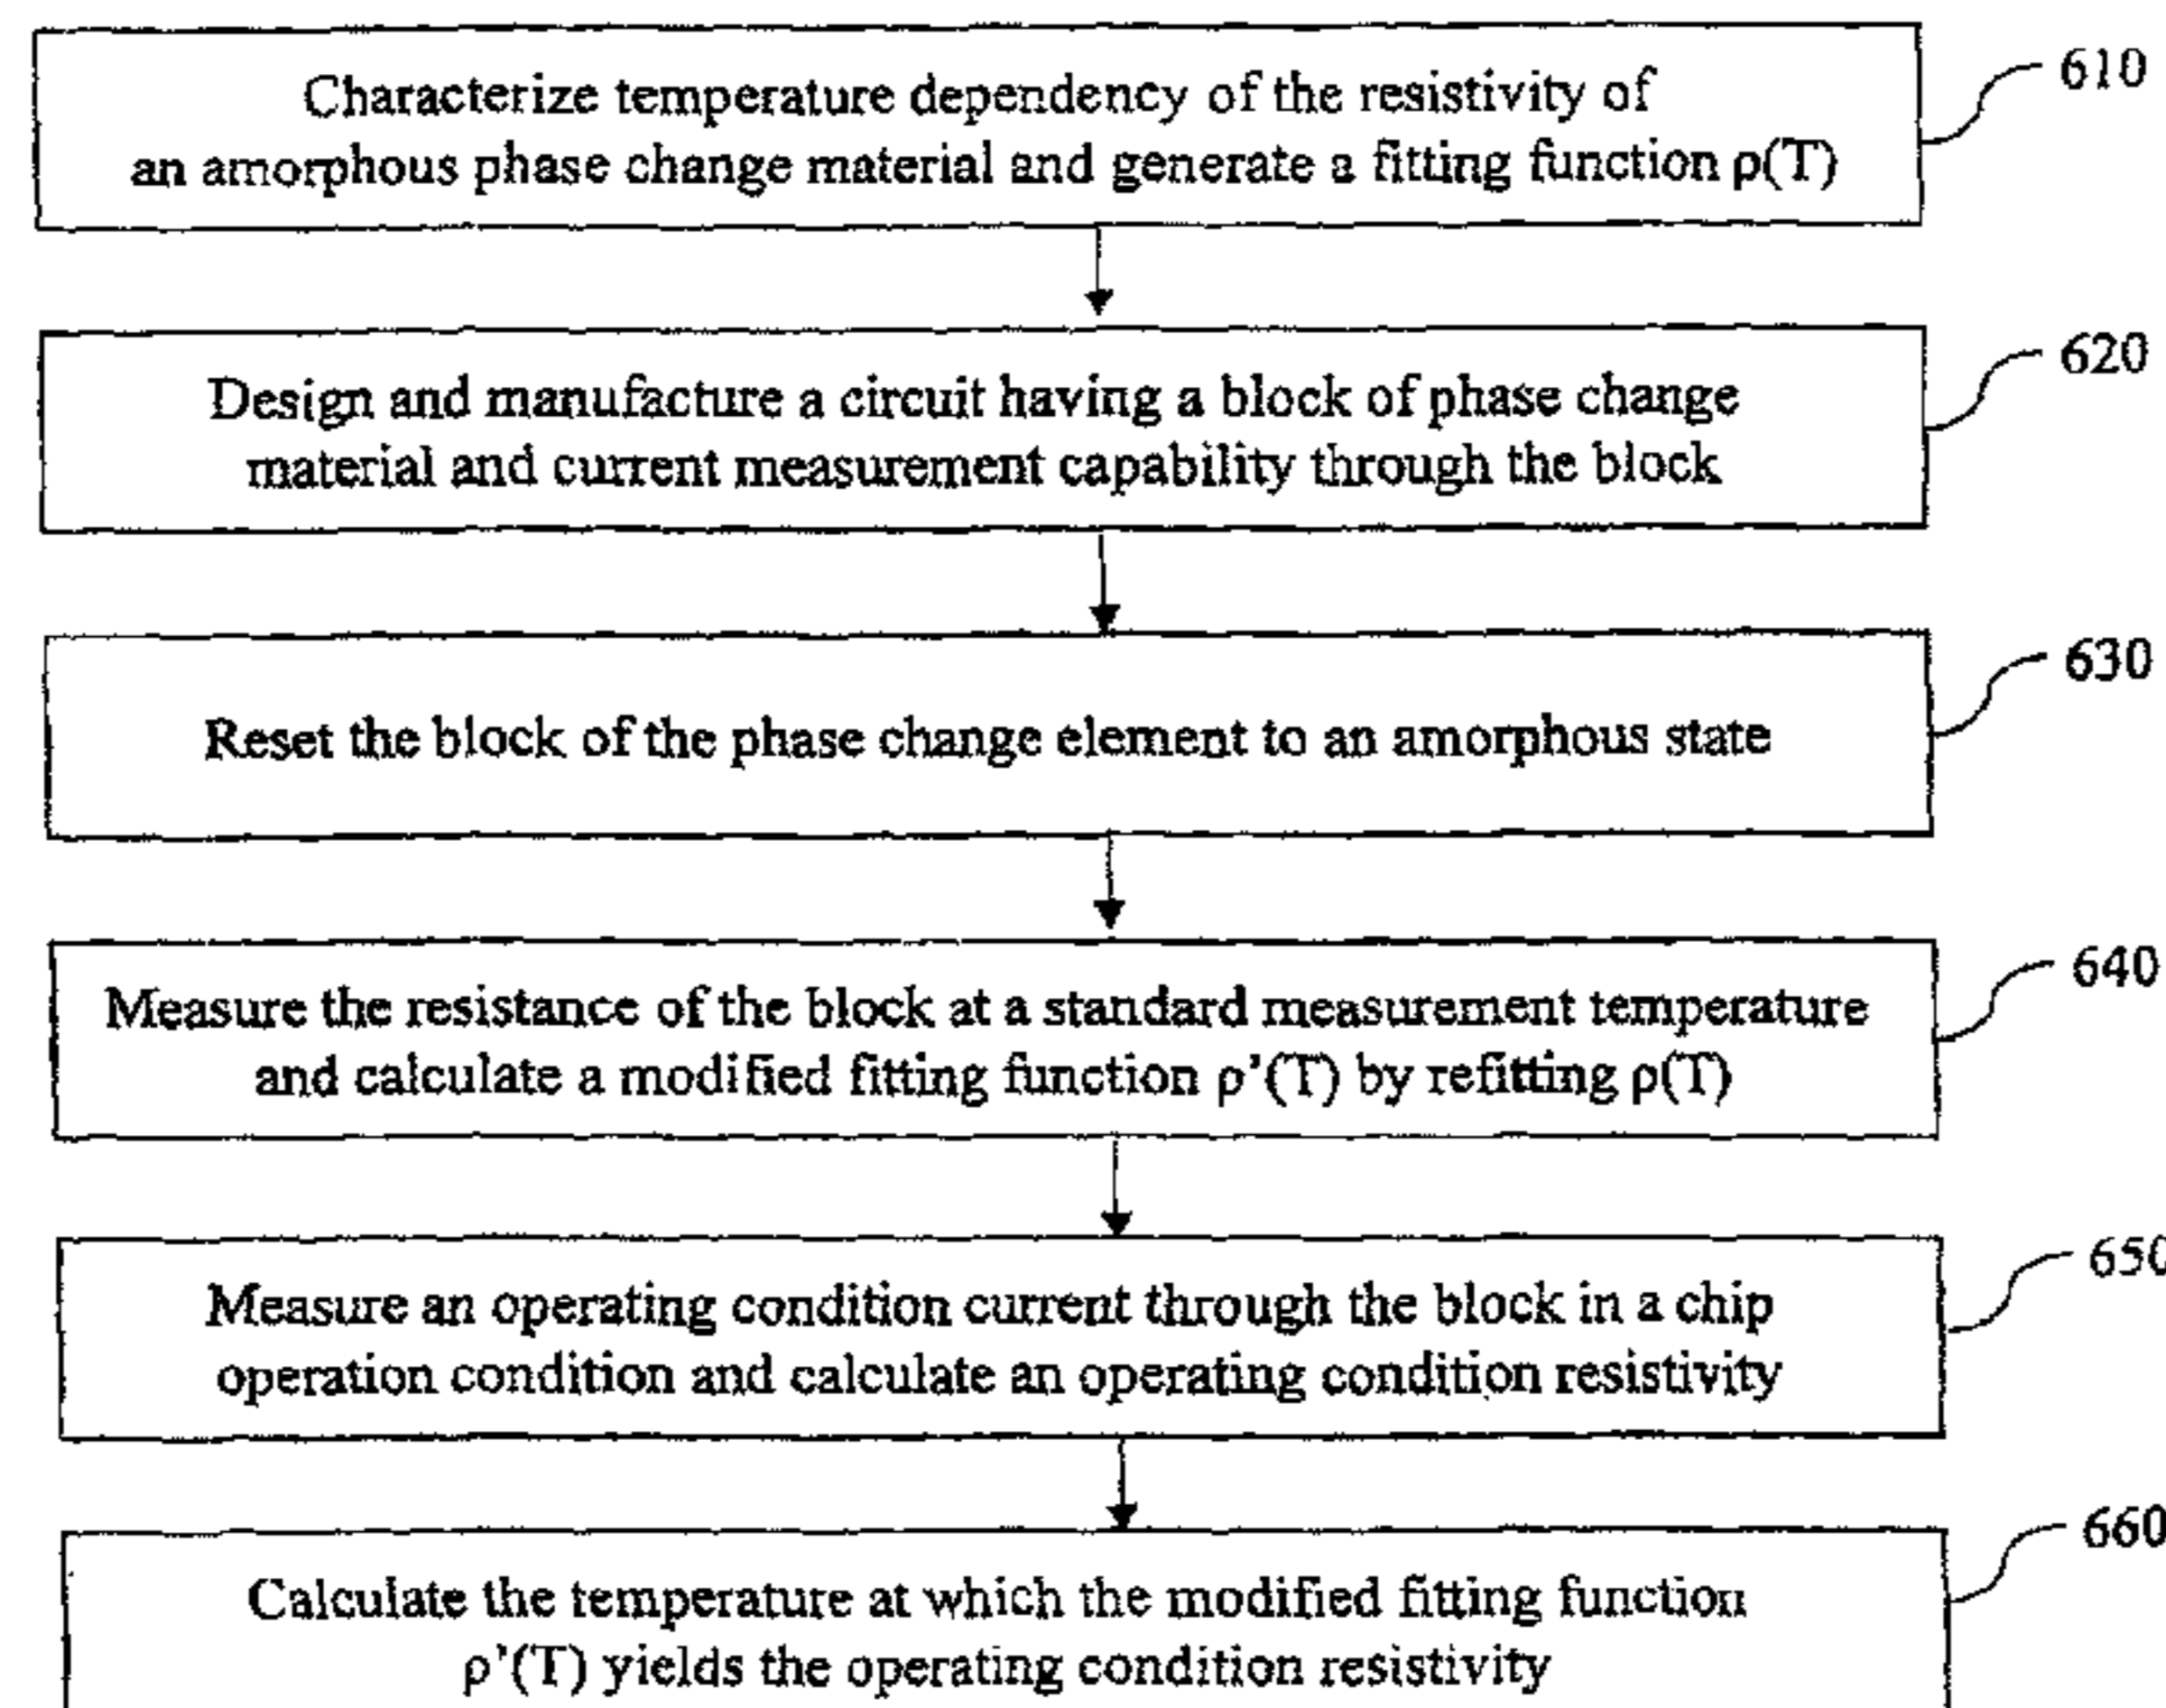 Characterize temperature dependency of the resistivity of
an amorphous phase change material and generate a fitting function ρ(T)
610
Design and manufacture a circuit having a block of phase change
material and current measurement capability through the block
620
Reset the block of the phase change element to an amorphous state
630
Measure the resistance of the block at a standard measurement temperature
and calculate a modified fitting function ρ’(T) by refitting ρ(T)
640
Measure an operating condition current through the block in a chip
operation condition and calculate an operating condition resistivity
650
Calculate the temperature at which the modified fitting function
ρ’(T) yields the operating condition resistivity
660